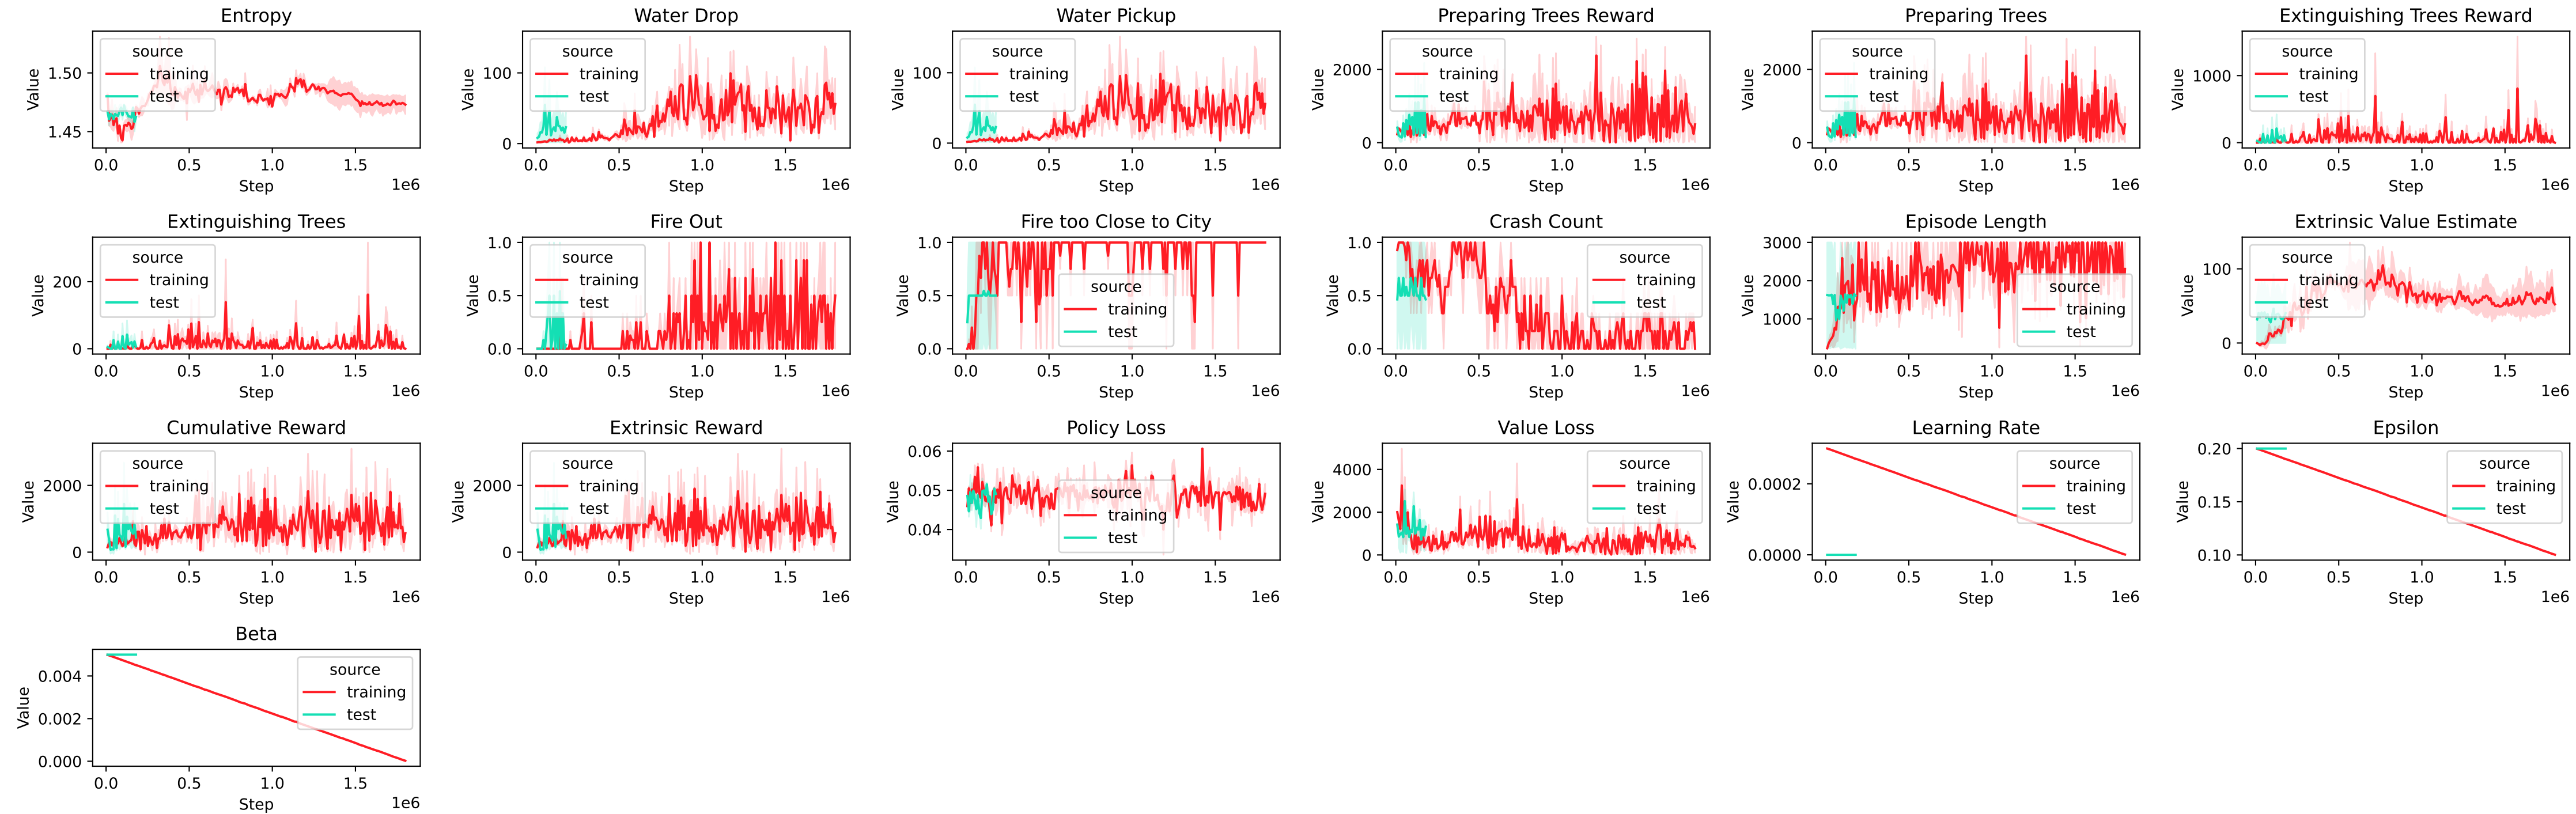 Entropy
Value
1.50
1.45
source
training
test
0.0 0.5 1.0 1.5
Step
1e6
Water Drop
Value
100
0
source
training
test
0.0 0.5 1.0 1.5
Step
1e6
Water Pickup
Value
100
0
source
training
test
0.0 0.5 1.0 1.5
Step
1e6
Preparing Trees Reward
Value
2000
0
source
training
test
0.0 0.5 1.0 1.5
Step
1e6
Preparing Trees
Value
2000
0
source
training
test
0.0 0.5 1.0 1.5
Step
1e6
Extinguishing Trees Reward
Value
1000
0
source
training
test
0.0 0.5 1.0 1.5
Step
1e6
Extinguishing Trees
Value
200
0
source
training
test
0.0 0.5 1.0 1.5
Step
1e6
Fire Out
Value
1.0
0.5
0.0
source
training
test
0.0 0.5 1.0 1.5
Step
1e6
Fire too Close to City
Value
1.0
0.5
0.0
source
training
test
0.0 0.5 1.0 1.5
Step
1e6
Crash Count
Value
1.0
0.5
0.0
source
training
test
0.0 0.5 1.0 1.5
Step
1e6
Episode Length
Value
3000
2000
1000
source
training
test
0.0 0.5 1.0 1.5
Step
1e6
Extrinsic Value Estimate
Value
100
0
source
training
test
0.0 0.5 1.0 1.5
Step
1e6
Cumulative Reward
Value
2000
0
source
training
test
0.0 0.5 1.0 1.5
Step
1e6
Extrinsic Reward
Value
2000
0
source
training
test
0.0 0.5 1.0 1.5
Step
1e6
Policy Loss
Value
0.06
0.05
0.04
source
training
test
0.0 0.5 1.0 1.5
Step
1e6
Value Loss
Value
4000
2000
0
source
training
test
0.0 0.5 1.0 1.5
Step
1e6
Learning Rate
Value
0.0002
0.0000
source
training
test
0.0 0.5 1.0 1.5
Step
1e6
Epsilon
Value
0.20
0.15
0.10
source
training
test
0.0 0.5 1.0 1.5
Step
1e6
Beta
Value
0.004
0.002
0.000
source
training
test
0.0 0.5 1.0 1.5
Step
1e6